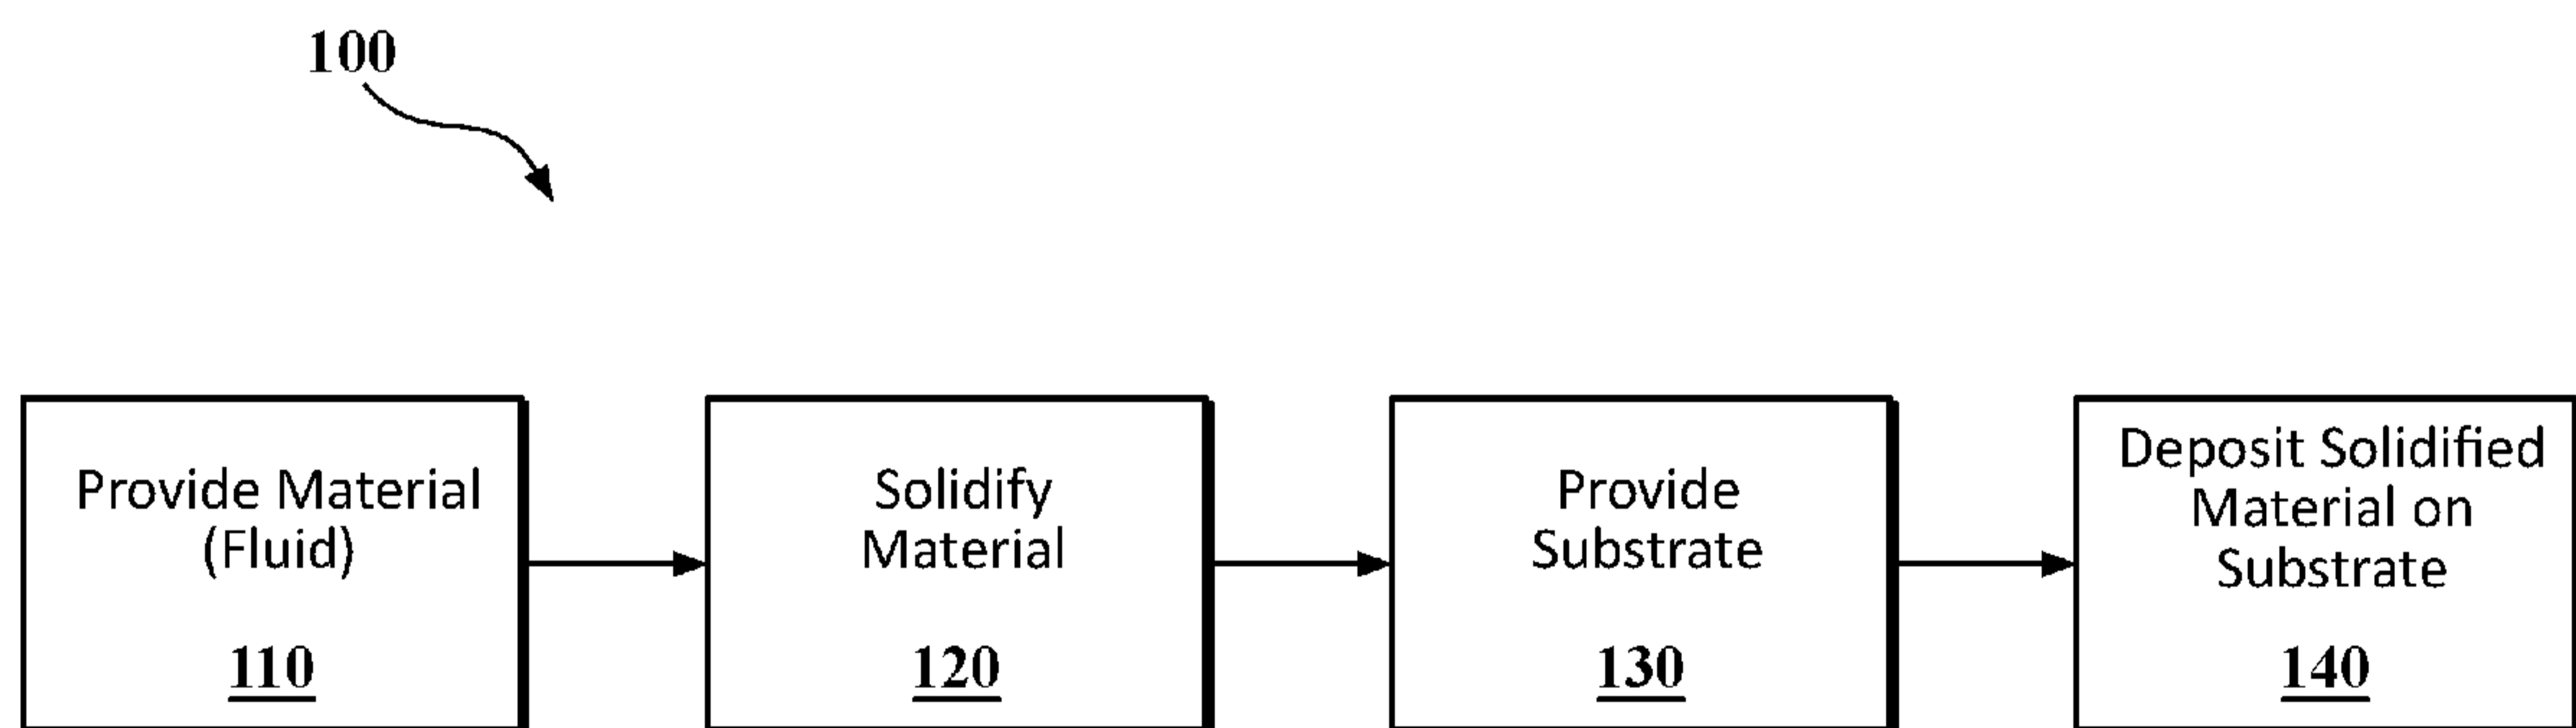 100
Provide Material
(Fluid)
110
Solidify
Material
120
Provide
Substrate
130
Deposit Solidified
Material on
Substrate
140